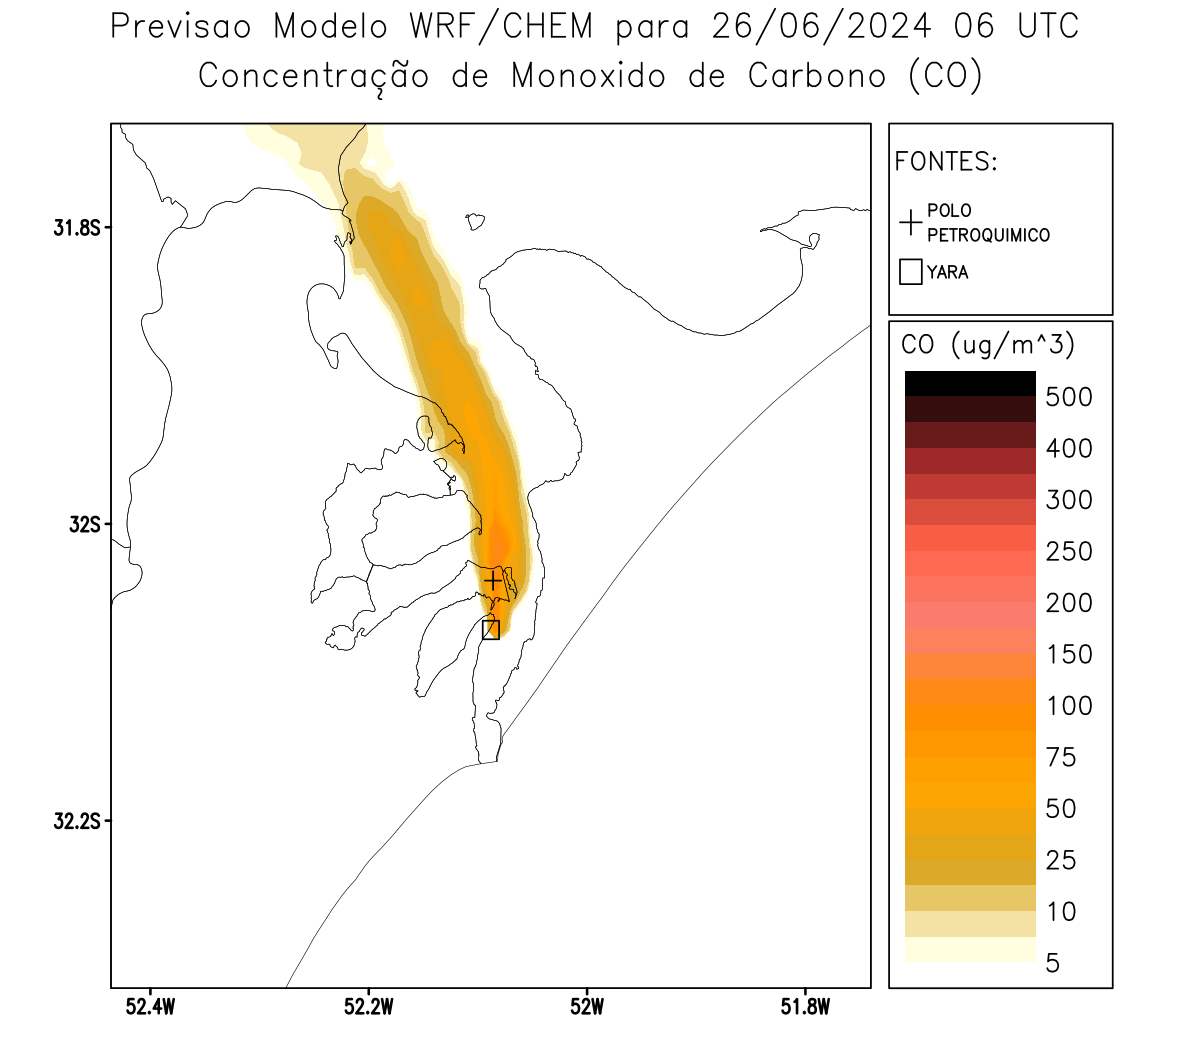 Previsao Modelo WRF/CHEM para 26/06/2024 06 UTC
Concentração de Monoxido de Carbono (CO)
FONTES:
POLO
PETROQUIMICO
YARA
CO (ug/m^3)
500
400
300
250
200
150
100
75
50
25
10
5
31.8S
32S
32.2S
52.4W
52.2W
52W
51.8W